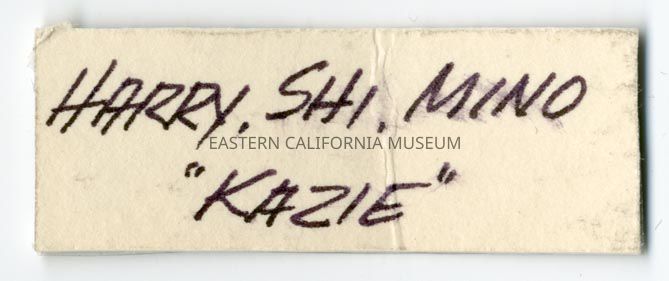 HARRY, SHI, MINO
EASTERN CALIFORNIA MUSEUM
"KAZIE"